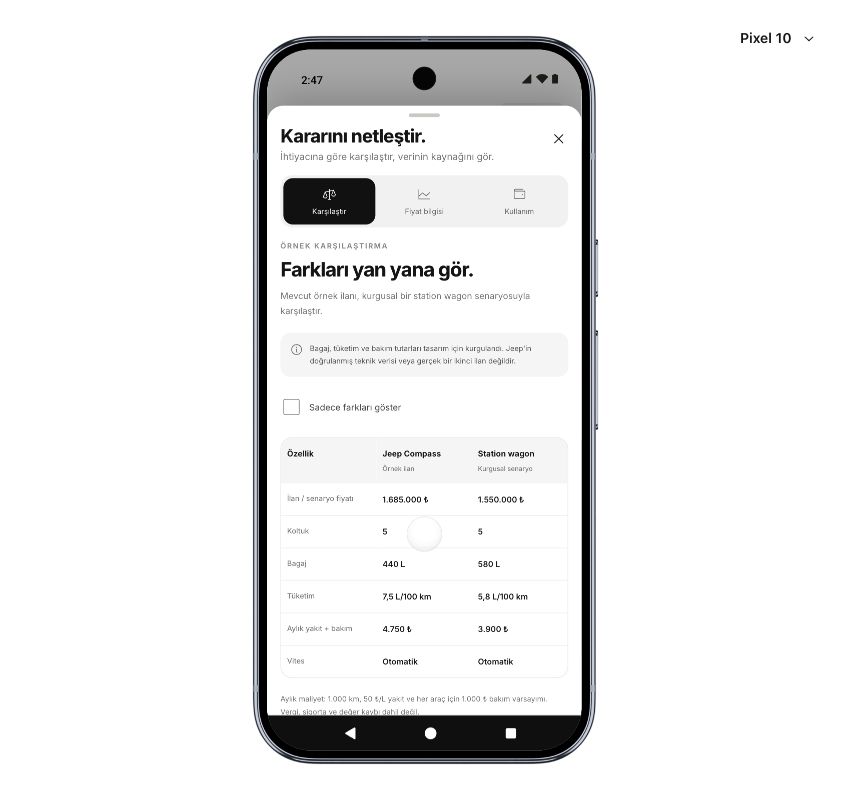 Pixel 10
2:47
Kararını netleştir.
İhtiyacına göre karşılaştır, verinin kaynağını gör.
Karşılaştır
Fiyat bilgisi
Kullanım
ÖRNEK KARŞILAŞTIRMA
Farkları yan yana gör.
Mevcut örnek ilanı, kurgusal bir station wagon senaryosuyla
karşılaştır.
Bagaj, tüketim ve bakım tutarları tasarım için kurgulandı. Jeep'in
doğrulanmış teknik verisi veya gerçek bir ikinci ilan değildir.
Sadece farkları göster
Özellik Jeep Compass Station wagon
Örnek ilan Kurgusal senaryo
İlan / senaryo fiyatı 1.685.000 ₺ 1.550.000 ₺
Koltuk 5 5
Bagaj 440 L 580 L
Tüketim 7,5 L/100 km 5,8 L/100 km
Aylık yakıt + bakım 4.750 ₺ 3.900 ₺
Vites Otomatik Otomatik
Aylık maliyet: 1.000 km, 50 ₺/L yakıt ve her araç için 1.000 ₺ bakım varsayımı.
Vergi, sigorta ve değer kaybı dahil değil.